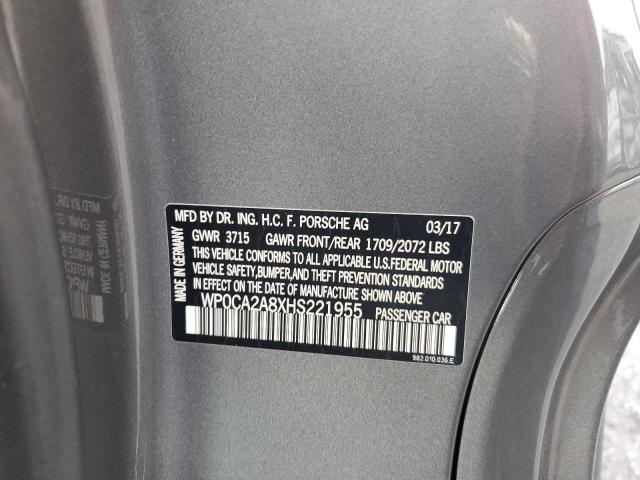 MFD BY DR. ING. H.C. F. PORSCHE AG 03/17
GVWR 3715 GAWR FRONT/REAR 1709/2072 LBS
THIS VEHICLE CONFORMS TO ALL APPLICABLE U.S.FEDERAL MOTOR
VEHICLE SAFETY,BUMPER,AND THEFT PREVENTION STANDARDS
IN EFFECT ON THE DATE OF MANUFACTURE SHOWN ABOVE.
WP0CA2A8XHS221955 PASSENGER CAR
982.010.036.E
MADE IN GERMANY